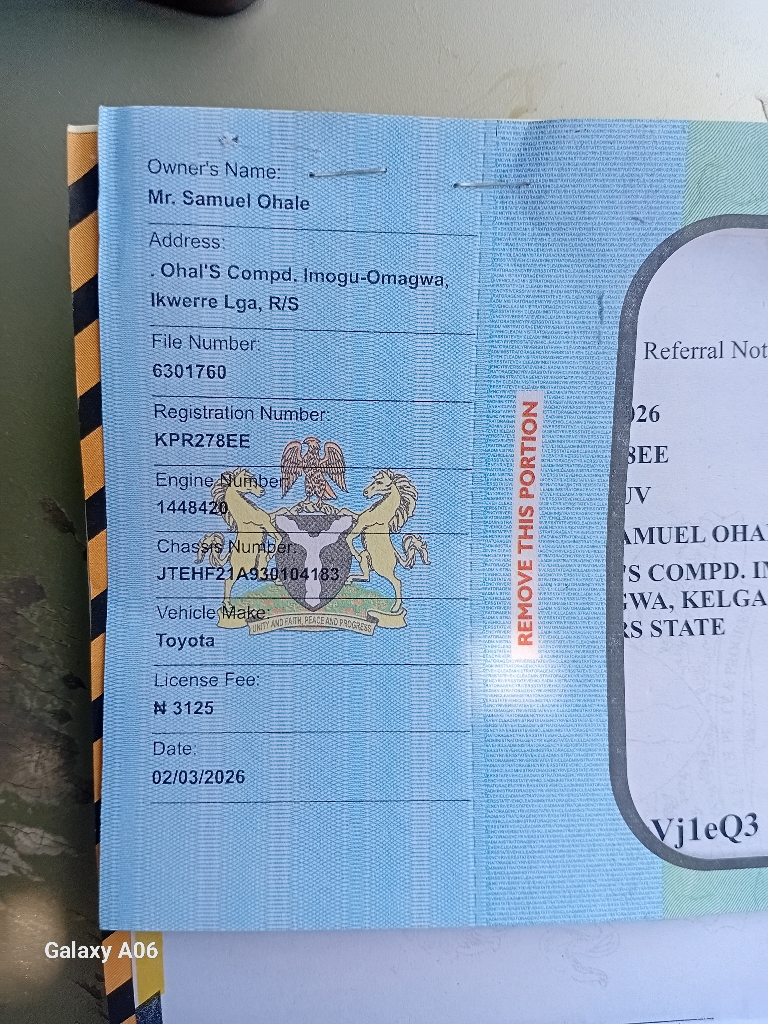 Owner's Name:
Mr. Samuel Ohale
Address:
. Ohal'S Compd. Imogu-Omagwa,
Ikwerre Lga, R/S
File Number:
6301760
Registration Number:
KPR278EE
Engine Number:
1448420
Chassis Number:
JTEHF21A930104183
Vehicle Make:
Toyota
UNITY AND FAITH, PEACE AND PROGRESS
License Fee:
₦ 3125
Date:
02/03/2026
REMOVE THIS PORTION
Referral Not
026
8EE
UV
AMUEL OHA
'S COMPD. IM
GWA, KELGA
RS STATE
Vj1eQ3
Galaxy A06